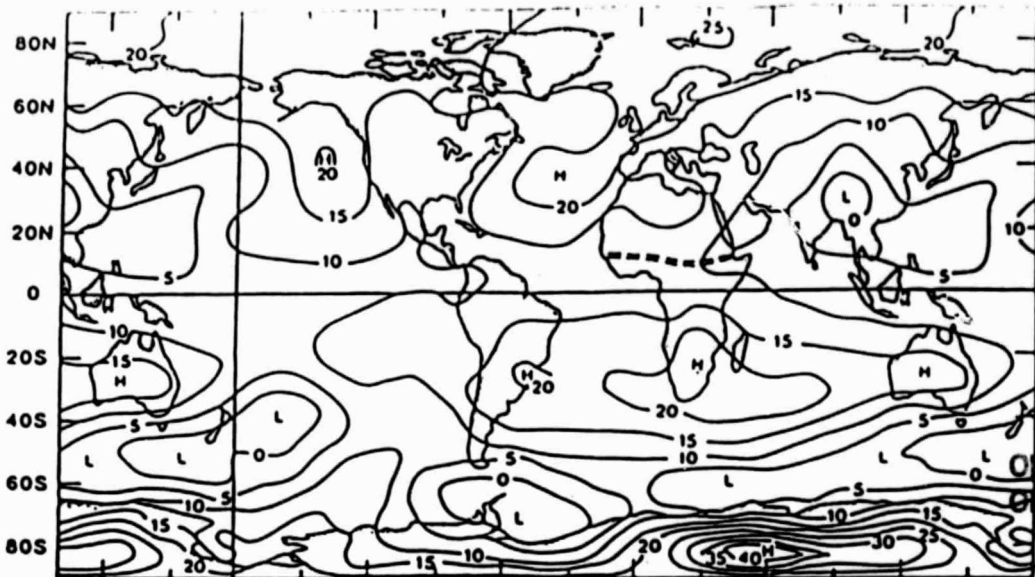 80N 20 25 20
60N 15
10
40N H 20 H L 0
15 20
20N 10 10
5 5
0
10 15
20S 15 H H 20 H H
20
40S L 5 15 5
0 10
L L 5 L L 0
60S 0 L 5
5 10 L 10
15 15 20 25
80S 20 15 10 35 40 H 30